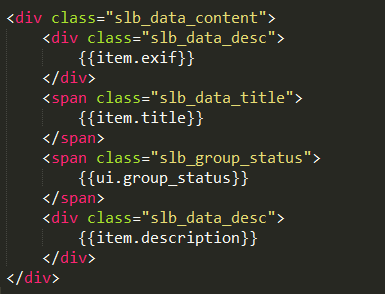 <div class="slb_data_content">
    <div class="slb_data_desc">
        {{item.exif}}
    </div>
    <span class="slb_data_title">
        {{item.title}}
    </span>
    <span class="slb_group_status">
        {{ui.group_status}}
    </span>
    <div class="slb_data_desc">
        {{item.description}}
    </div>
</div>